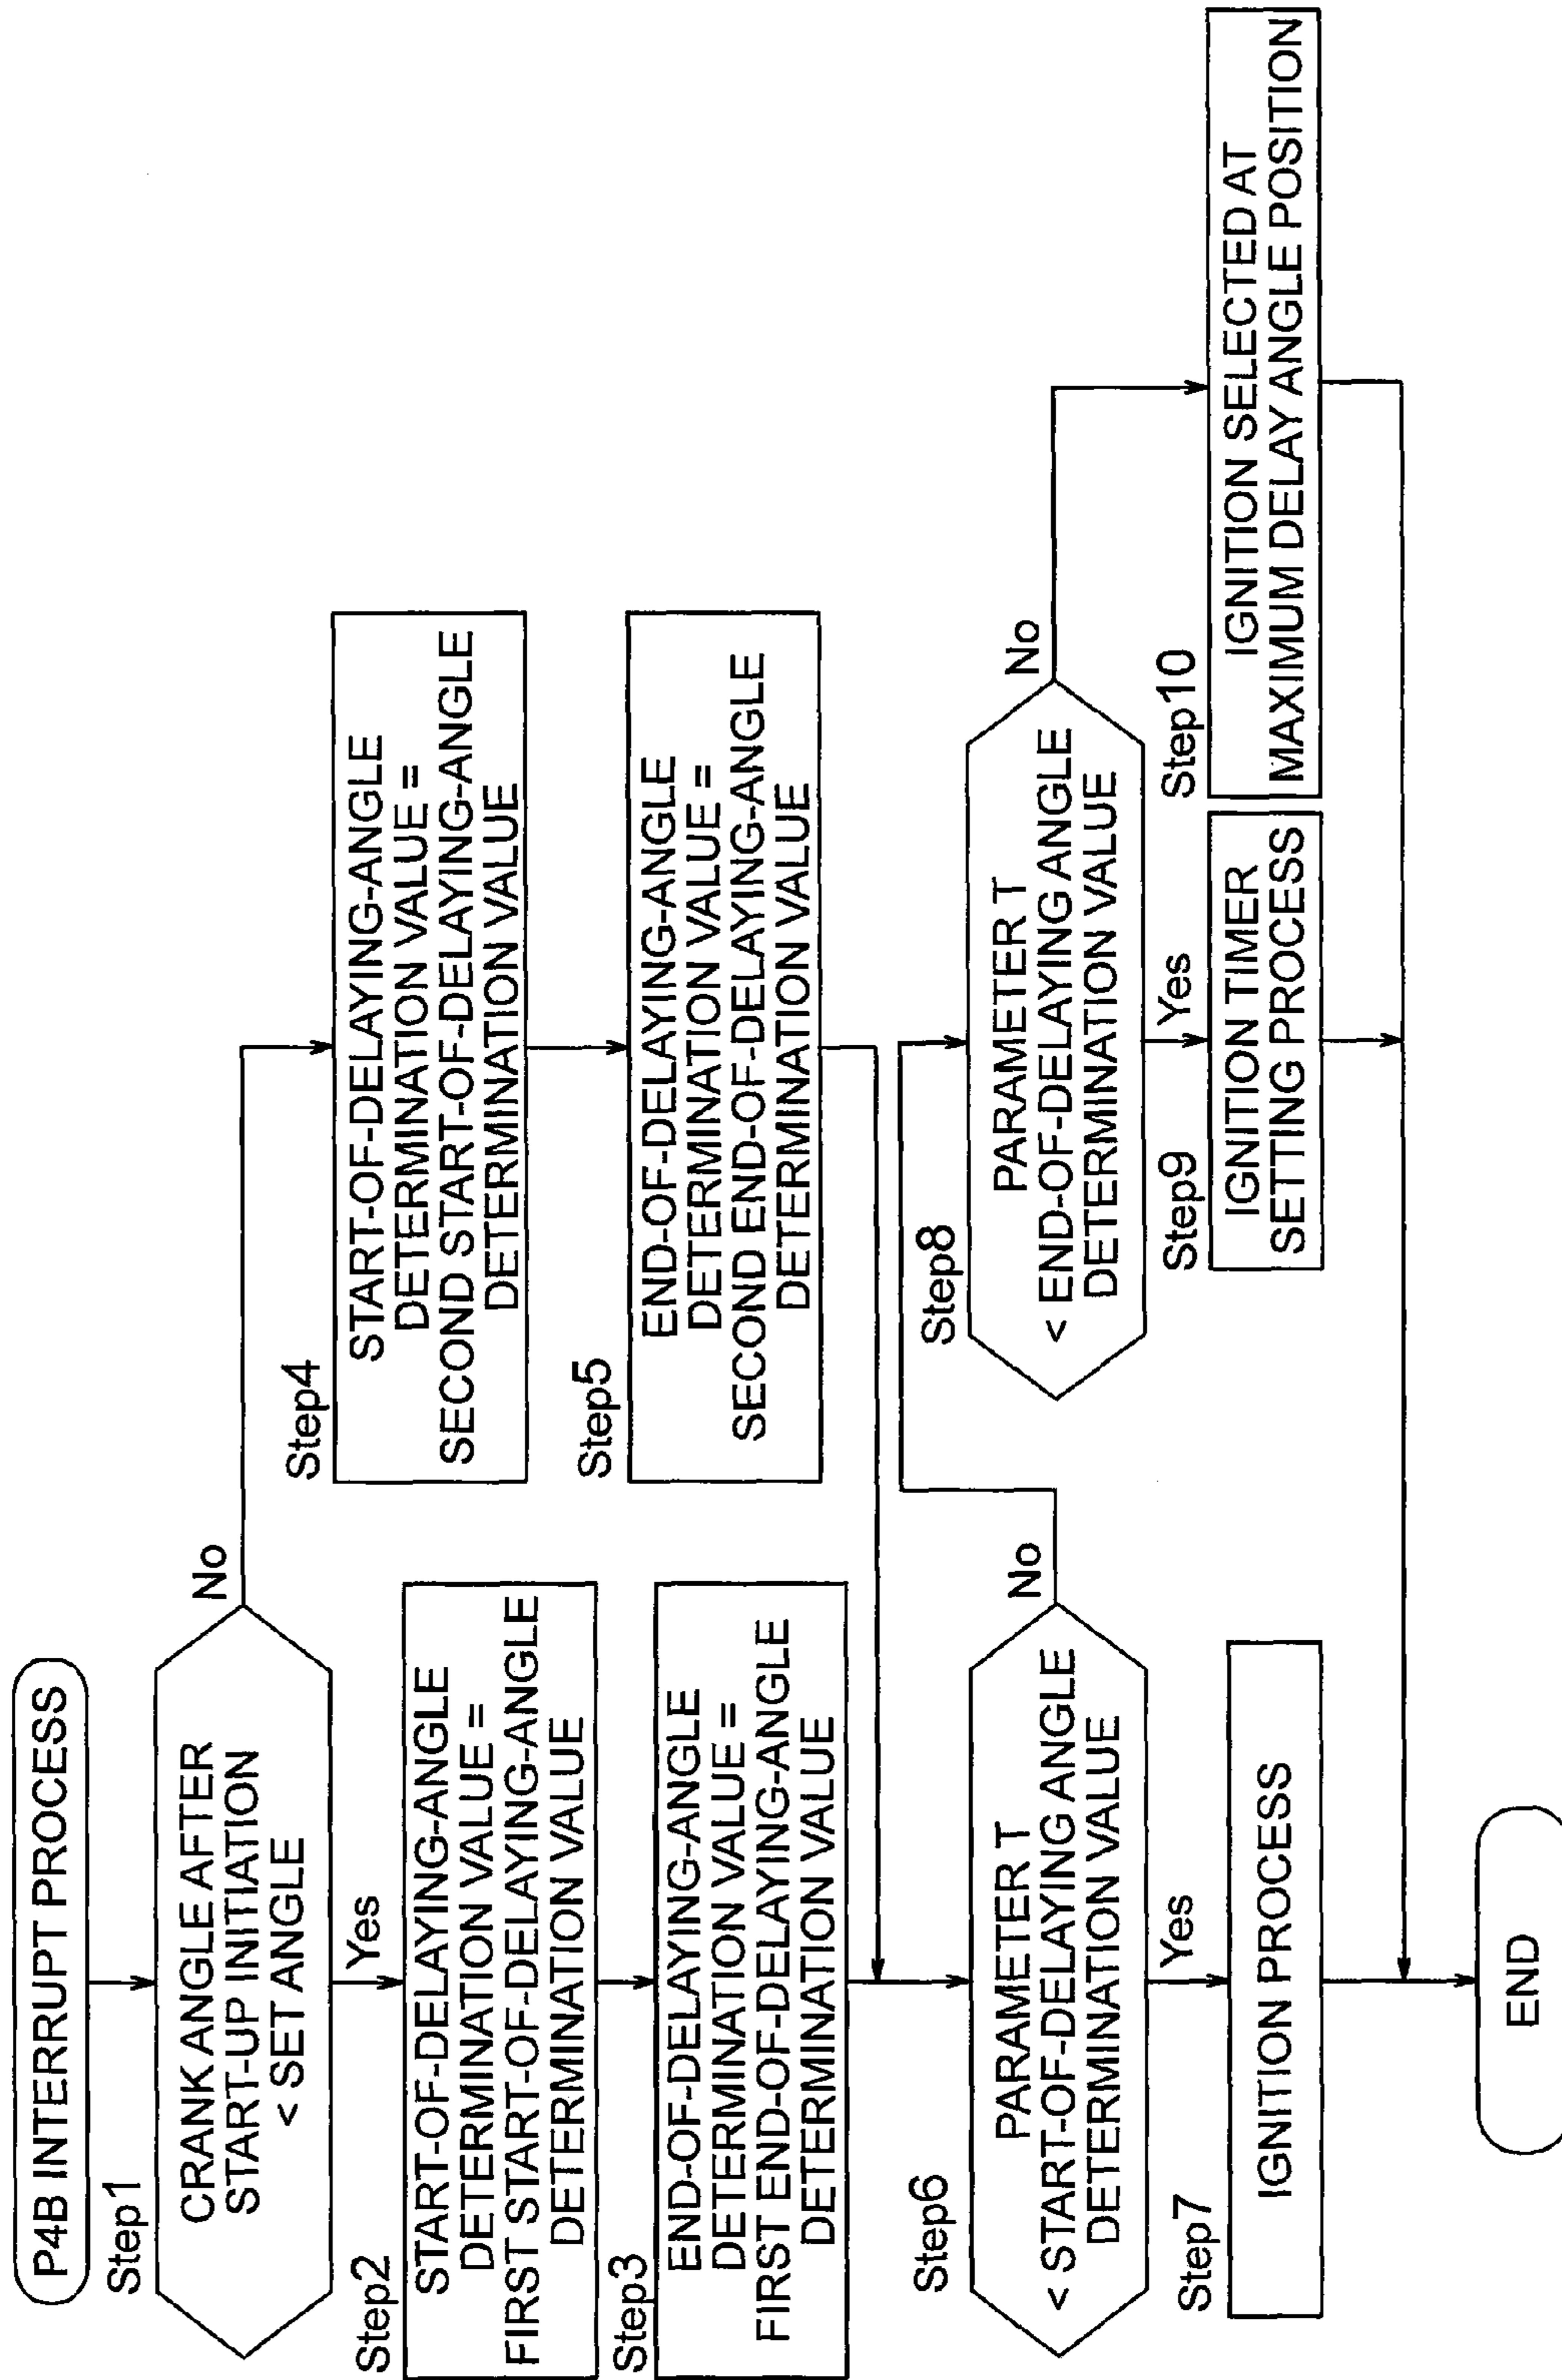 P4B INTERRUPT PROCESS
Step1
CRANK ANGLE AFTER
START-UP INITIATION
< SET ANGLE
No
Yes
Step2
START-OF-DELAYING-ANGLE
DETERMINATION VALUE =
FIRST START-OF-DELAYING-ANGLE
DETERMINATION VALUE
Step3
END-OF-DELAYING-ANGLE
DETERMINATION VALUE =
FIRST END-OF-DELAYING-ANGLE
DETERMINATION VALUE
Step4
START-OF-DELAYING-ANGLE
DETERMINATION VALUE =
SECOND START-OF-DELAYING-ANGLE
DETERMINATION VALUE
Step5
END-OF-DELAYING-ANGLE
DETERMINATION VALUE =
SECOND END-OF-DELAYING-ANGLE
DETERMINATION VALUE
Step6
PARAMETER T
< START-OF-DELAYING ANGLE
DETERMINATION VALUE
No
Yes
Step7
IGNITION PROCESS
Step8
PARAMETER T
< END-OF-DELAYING ANGLE
DETERMINATION VALUE
No
Yes
Step9
IGNITION TIMER
SETTING PROCESS
Step10
IGNITION SELECTED AT
MAXIMUM DELAY ANGLE POSITION
END